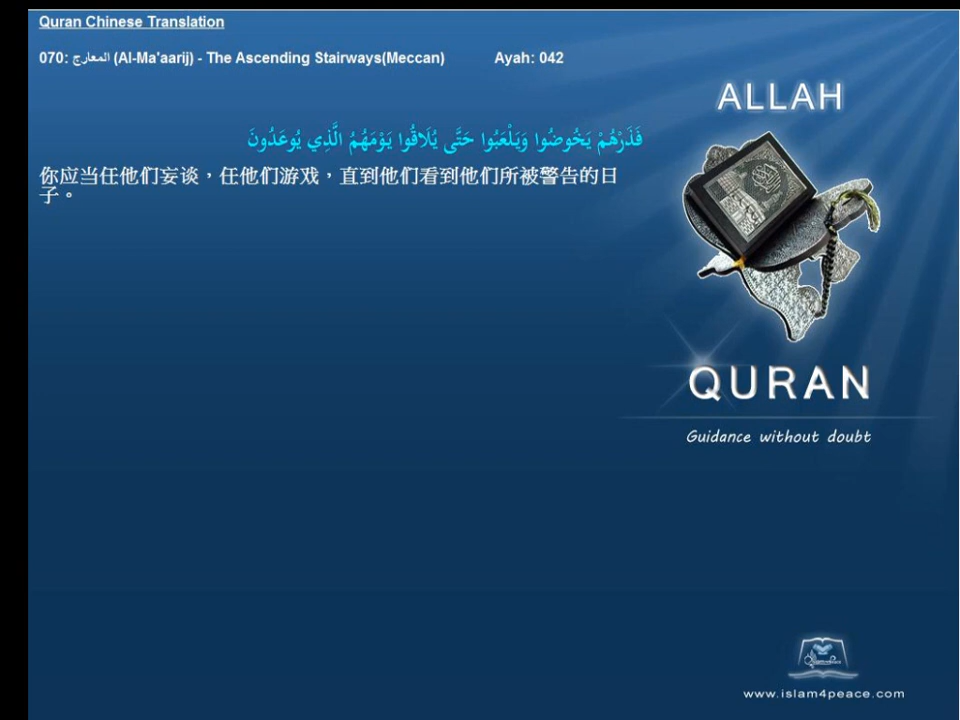 Quran Chinese Translation
070: المعارج (Al-Ma'aarij) - The Ascending Stairways(Meccan) Ayah: 042
فَذَرْهُمْ يَخُوضُوا وَيَلْعَبُوا حَتَّى يُلَاقُوا يَوْمَهُمُ الَّذِي يُوعَدُونَ
你应当任他们妄谈，任他们游戏，直到他们看到他们所被警告的日
子。
ALLAH
QURAN
Guidance without doubt
www.islam4peace.com